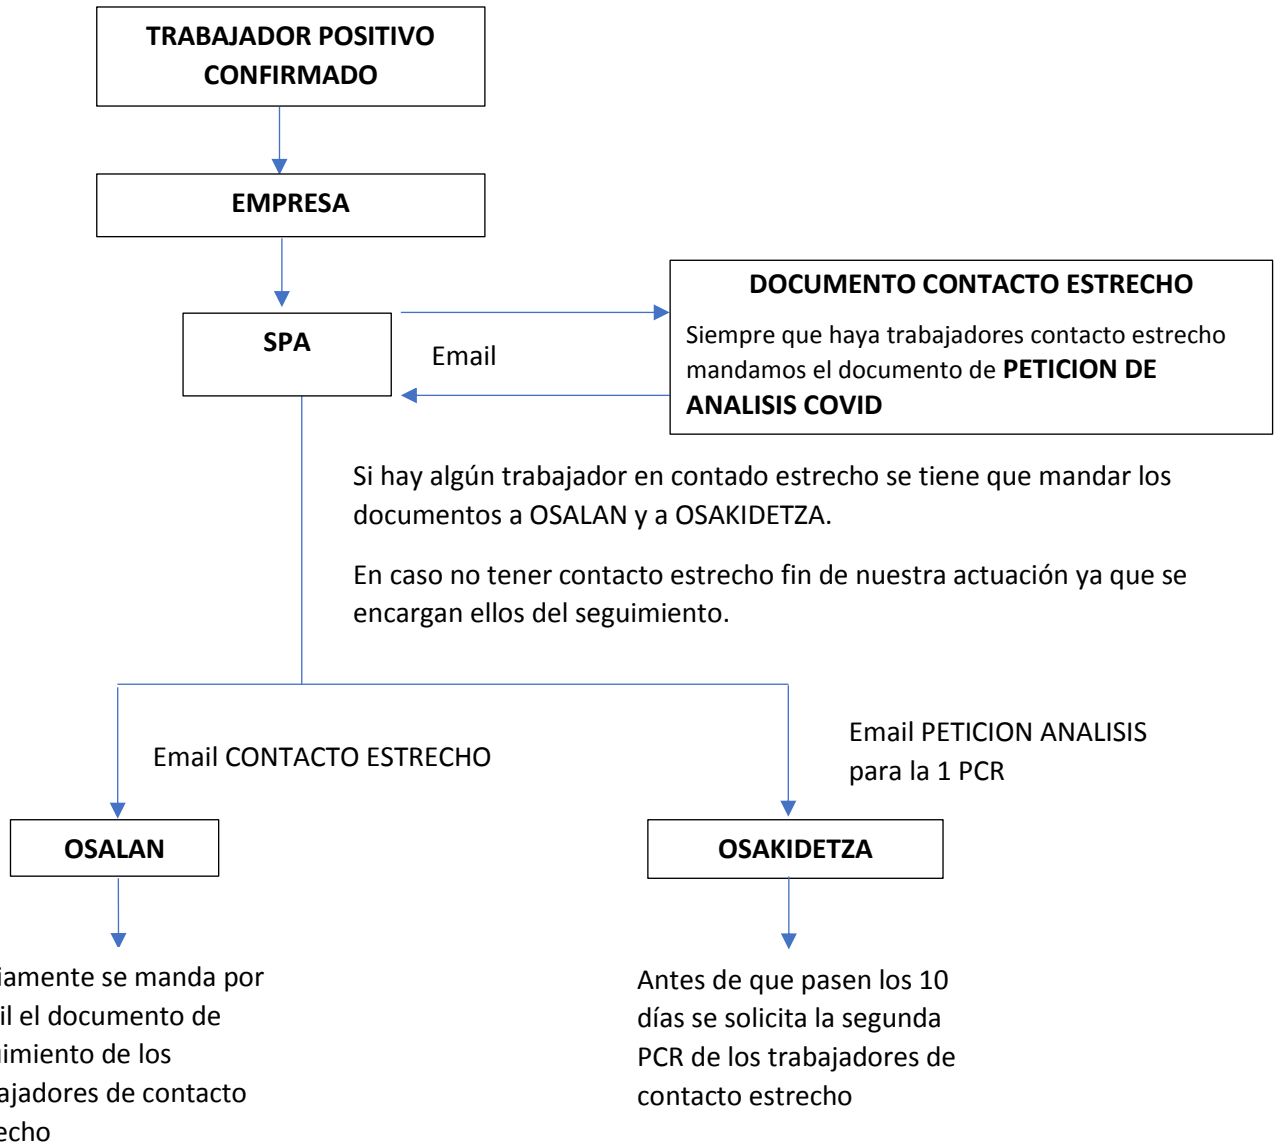 TRABAJADOR POSITIVO
CONFIRMADO
EMPRESA
SPA
Email
DOCUMENTO CONTACTO ESTRECHO
Siempre que haya trabajadores contacto estrecho
mandamos el documento de PETICION DE
ANALISIS COVID
Si hay algún trabajador en contado estrecho se tiene que mandar los
documentos a OSALAN y a OSAKIDETZA.
En caso no tener contacto estrecho fin de nuestra actuación ya que se
encargan ellos del seguimiento.
Email CONTACTO ESTRECHO
Email PETICION ANALISIS
para la 1 PCR
OSALAN
OSAKIDETZA
iamente se manda por
il el documento de
uimiento de los
ajadores de contacto
echo
Antes de que pasen los 10
días se solicita la segunda
PCR de los trabajadores de
contacto estrecho